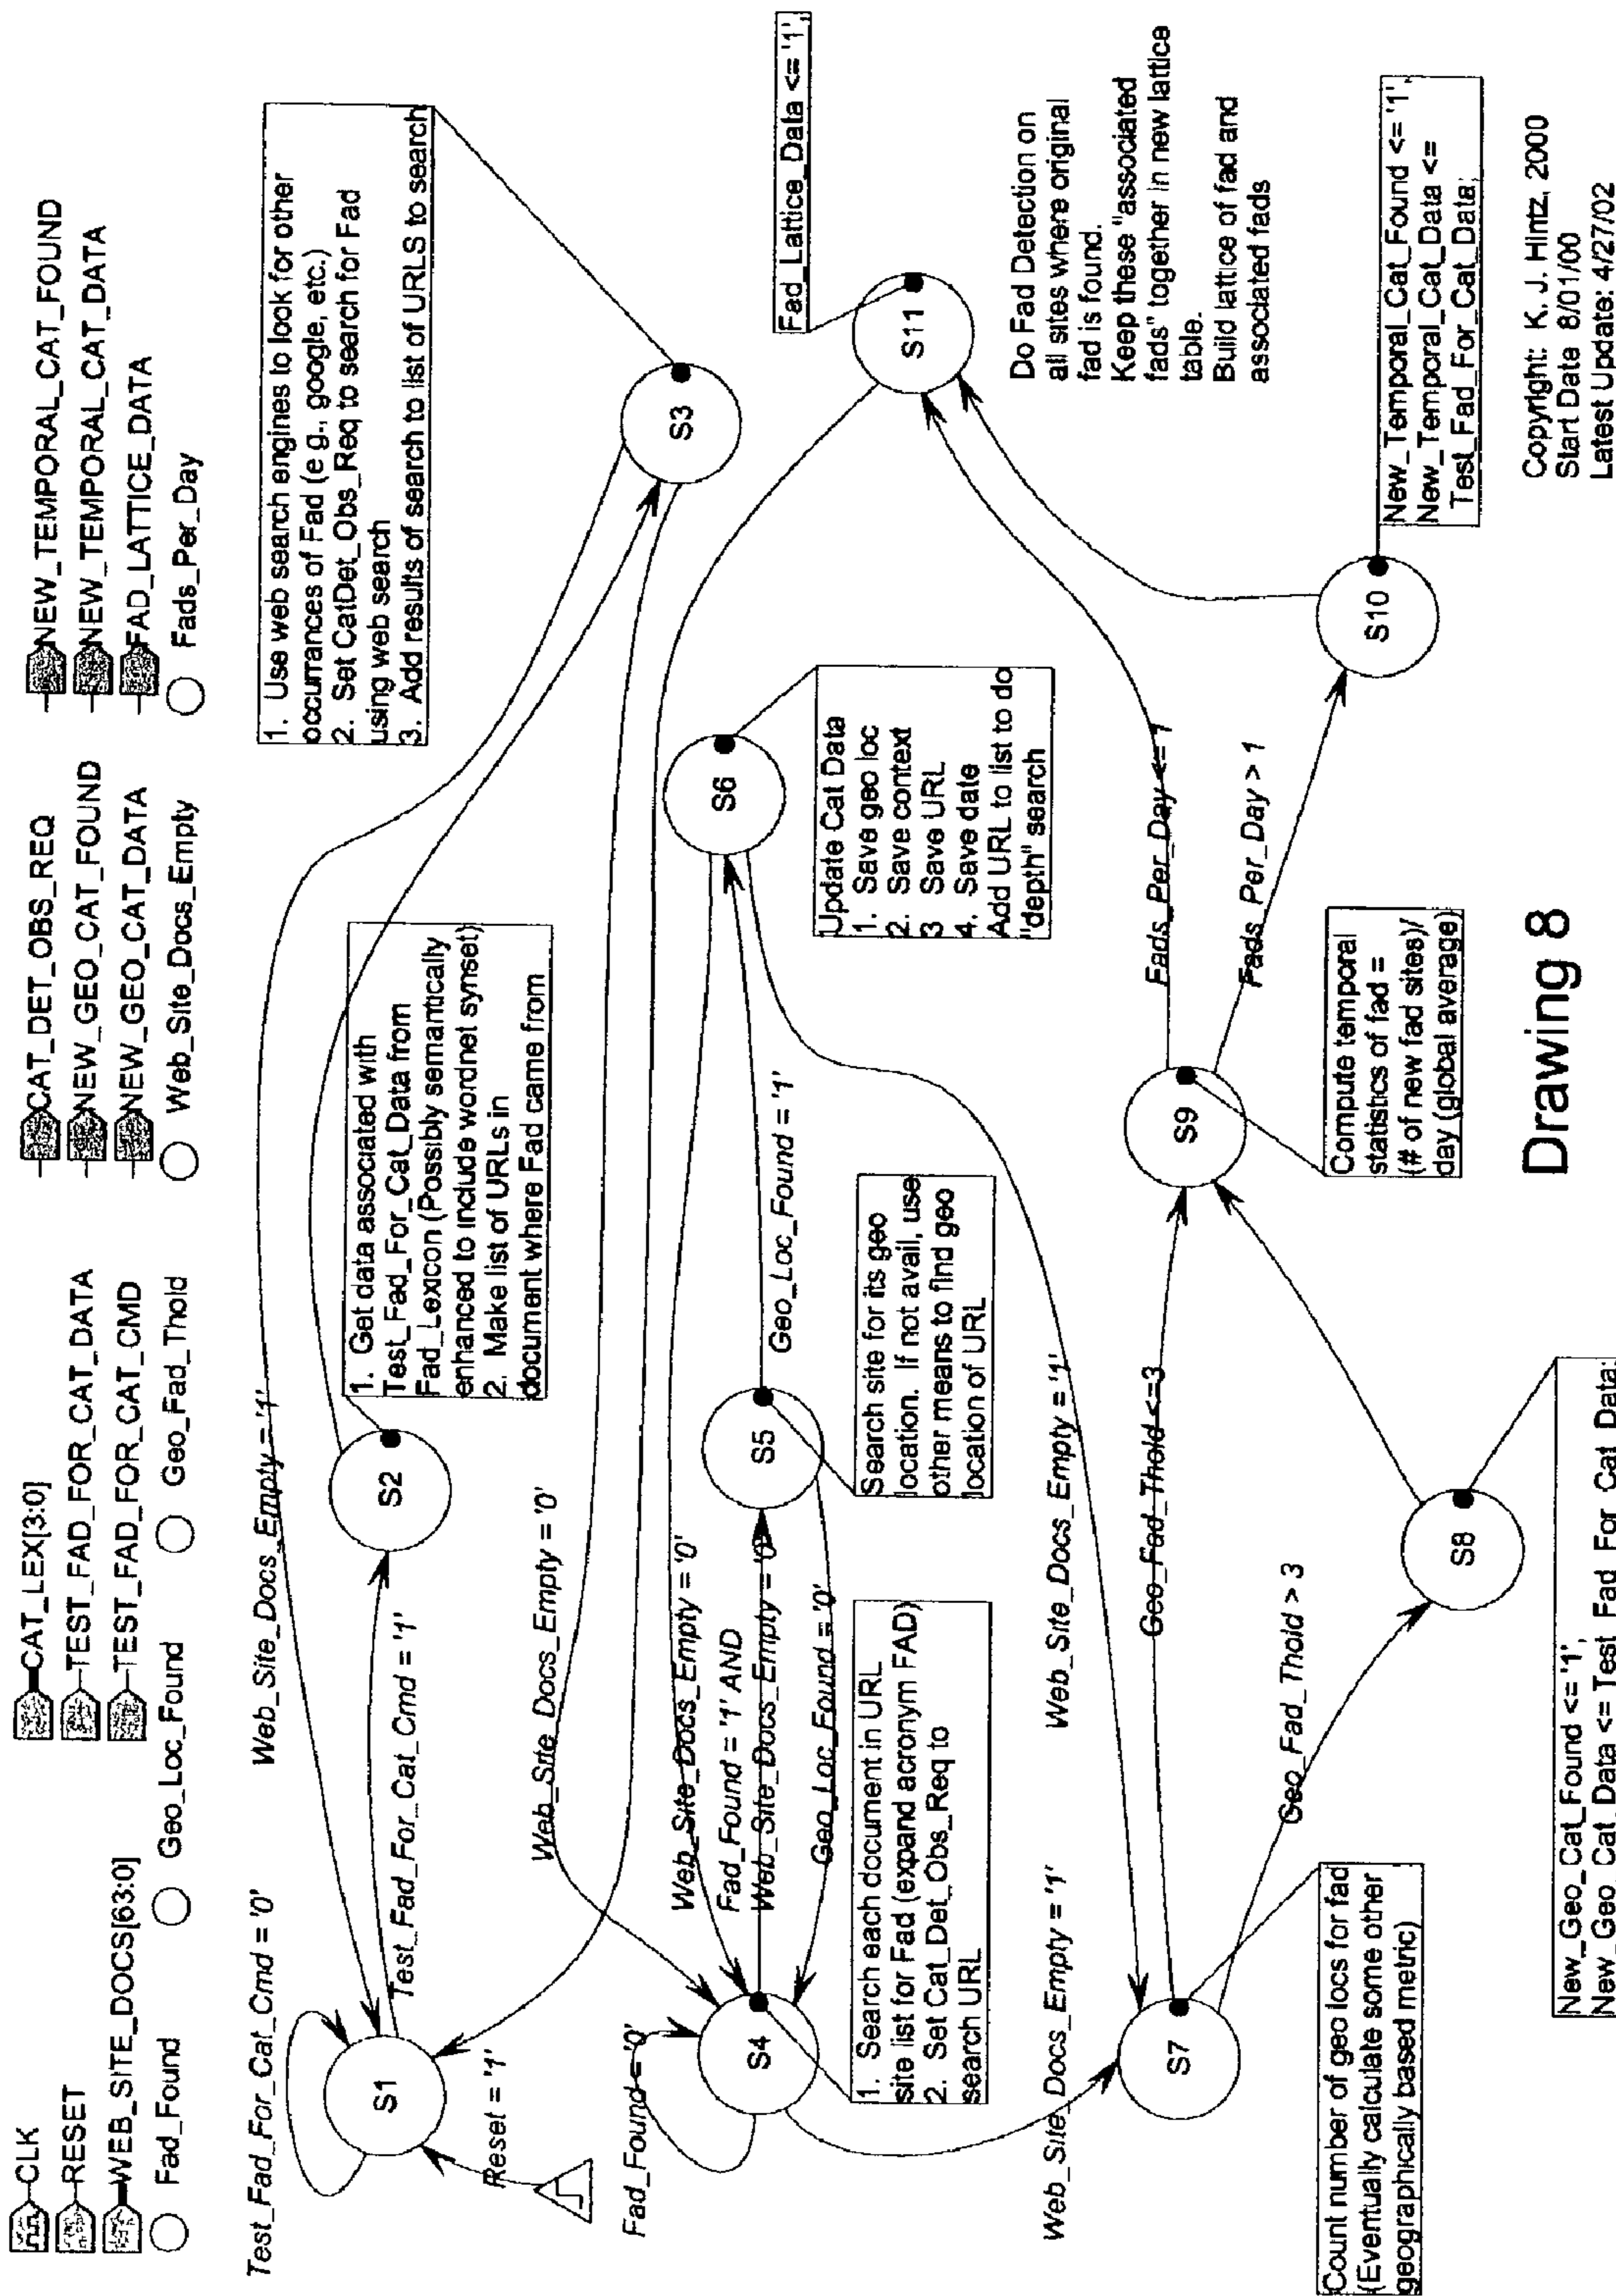 CLK
RESET
WEB_SITE_DOCS[63:0]
Fad_Found
Geo_Loc_Found
CAT_LEX[3:0]
TEST_FAD_FOR_CAT_DATA
TEST_FAD_FOR_CAT_CMD
Geo_Fad_Thold
CAT_DET_OBS_REQ
NEW_GEO_CAT_FOUND
NEW_GEO_CAT_DATA
Web_Site_Docs_Empty
NEW_TEMPORAL_CAT_FOUND
NEW_TEMPORAL_CAT_DATA
FAD_LATTICE_DATA
Fads_Per_Day
Test_Fad_For_Cat_Cmd = '0'
Web_Site_Docs_Empty = '1'
1. Use web search engines to look for other
occurrances of Fad (e g., google, etc.)
2. Set CatDet_Obs_Req to search for Fad
using web search
3. Add results of search to list of URLS to search
S1
Test_Fad_For_Cat_Cmd = '1'
S2
1. Get data associated with
Test_Fad_For_Cat_Data from
Fad_Lexicon (Possibly semantically
enhanced to include wordnet synset)
2. Make list of URLs in
document where Fad came from
S3
Reset = '1'
Web_Site_Docs_Empty = '0'
Fad_Found = '0'
Web_Site_Docs_Empty = '0'
Fad_Found = '1' AND
Web_Site_Docs_Empty = '0'
Geo_Loc_Found = '0'
S4
S5
Geo_Loc_Found = '1'
S6
S11
Fad_Lattice_Data <= '1',
1. Search each document in URL
site list for Fad (expand acronym FAD)
2. Set Cat_Det_Obs_Req to
search URL
Search site for its geo
location. If not avail, use
other means to find geo
location of URL
Update Cat Data
1. Save geo loc
2. Save context
3 Save URL
4. Save date
Add URL to list to do
"depth" search
Do Fad Detection on
all sites where original
fad is found.
Keep these "associated
fads" together in new lattice
table.
Build lattice of fad and
associated fads
Web_Site_Docs_Empty = '1'
Web_Site_Docs_Empty = '1'
S7
Geo_Fad_Thold <=3
S9
Fads_Per_Day <= 1
Fads_Per_Day > 1
Geo_Fad_Thold > 3
Count number of geo locs for fad
(Eventually calculate some other
geographically based metric)
S8
Compute temporal
statistics of fad =
(# of new fad sites)/
day (global average)
S10
New_Temporal_Cat_Found <= '1',
New_Temporal_Cat_Data <=
Test_Fad_For_Cat_Data;
New_Geo_Cat_Found <= '1',
New_Geo_Cat_Data <= Test_Fad_For_Cat_Data;
Drawing 8
Copyright: K. J. Hintz, 2000
Start Date 8/01/00
Latest Update: 4/27/02